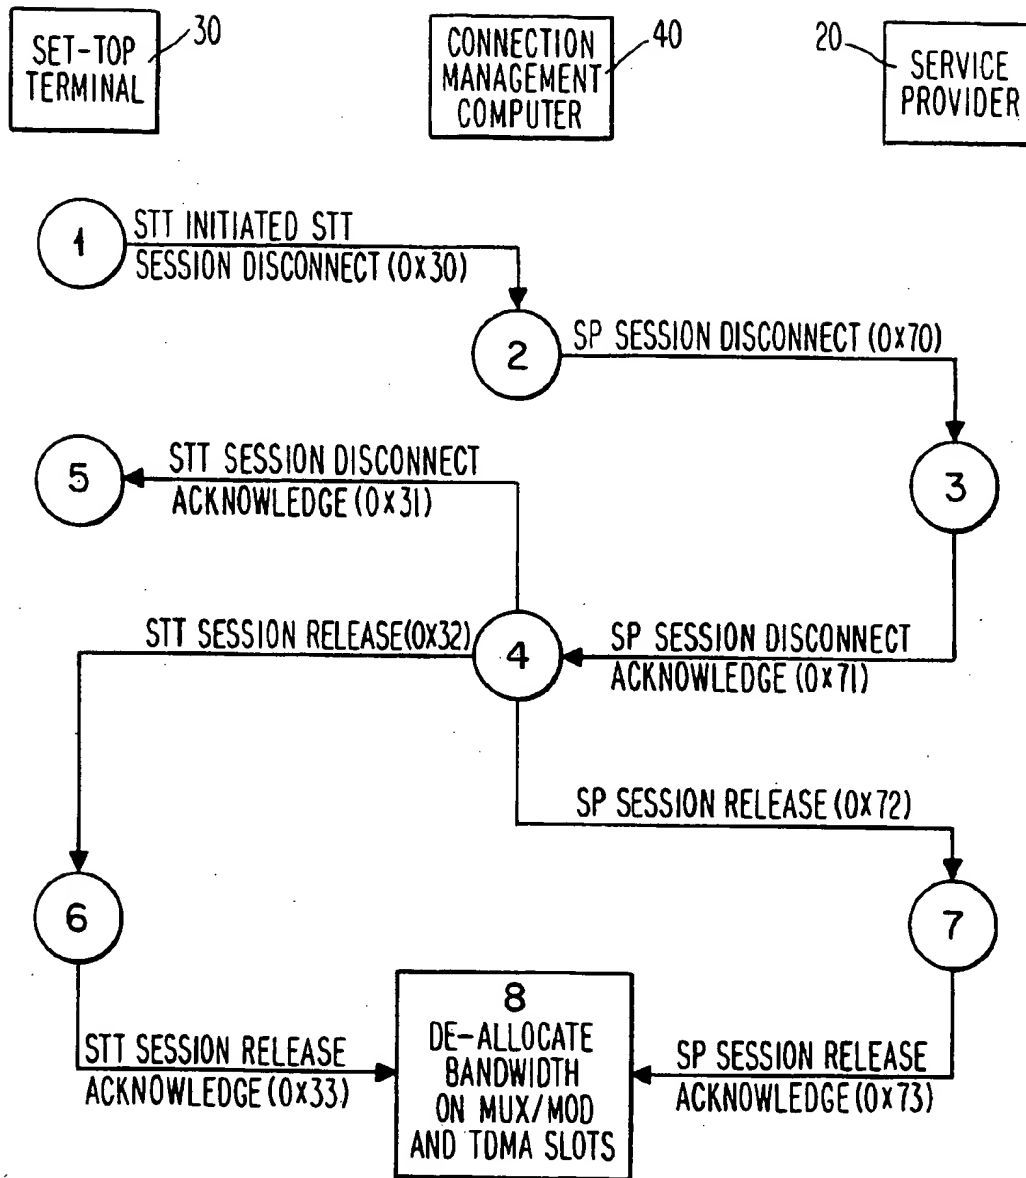 SET-TOP
TERMINAL
30
CONNECTION
MANAGEMENT
COMPUTER
40
20
SERVICE
PROVIDER
1
STT INITIATED STT
SESSION DISCONNECT (0X30)
2
SP SESSION DISCONNECT (0X70)
3
5
STT SESSION DISCONNECT
ACKNOWLEDGE (0X31)
STT SESSION RELEASE(0X32)
4
SP SESSION DISCONNECT
ACKNOWLEDGE (0X71)
SP SESSION RELEASE (0X72)
6
7
STT SESSION RELEASE
ACKNOWLEDGE (0X33)
8
DE-ALLOCATE
BANDWIDTH
ON MUX/MOD
AND TDMA SLOTS
SP SESSION RELEASE
ACKNOWLEDGE (0X73)